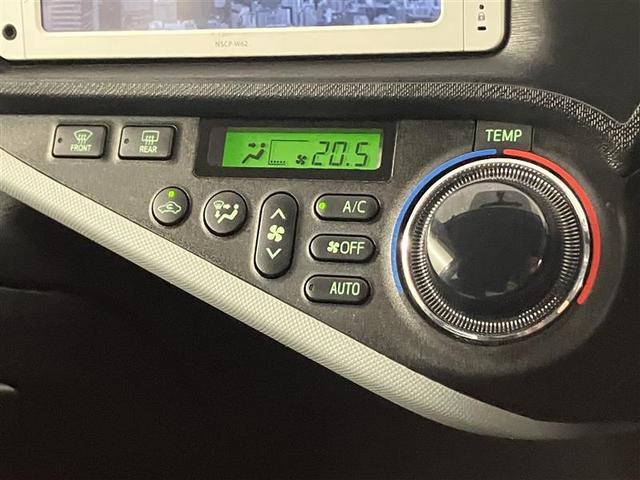 NSCP-W62
FRONT
REAR
20.5
TEMP
A/C
OFF
AUTO